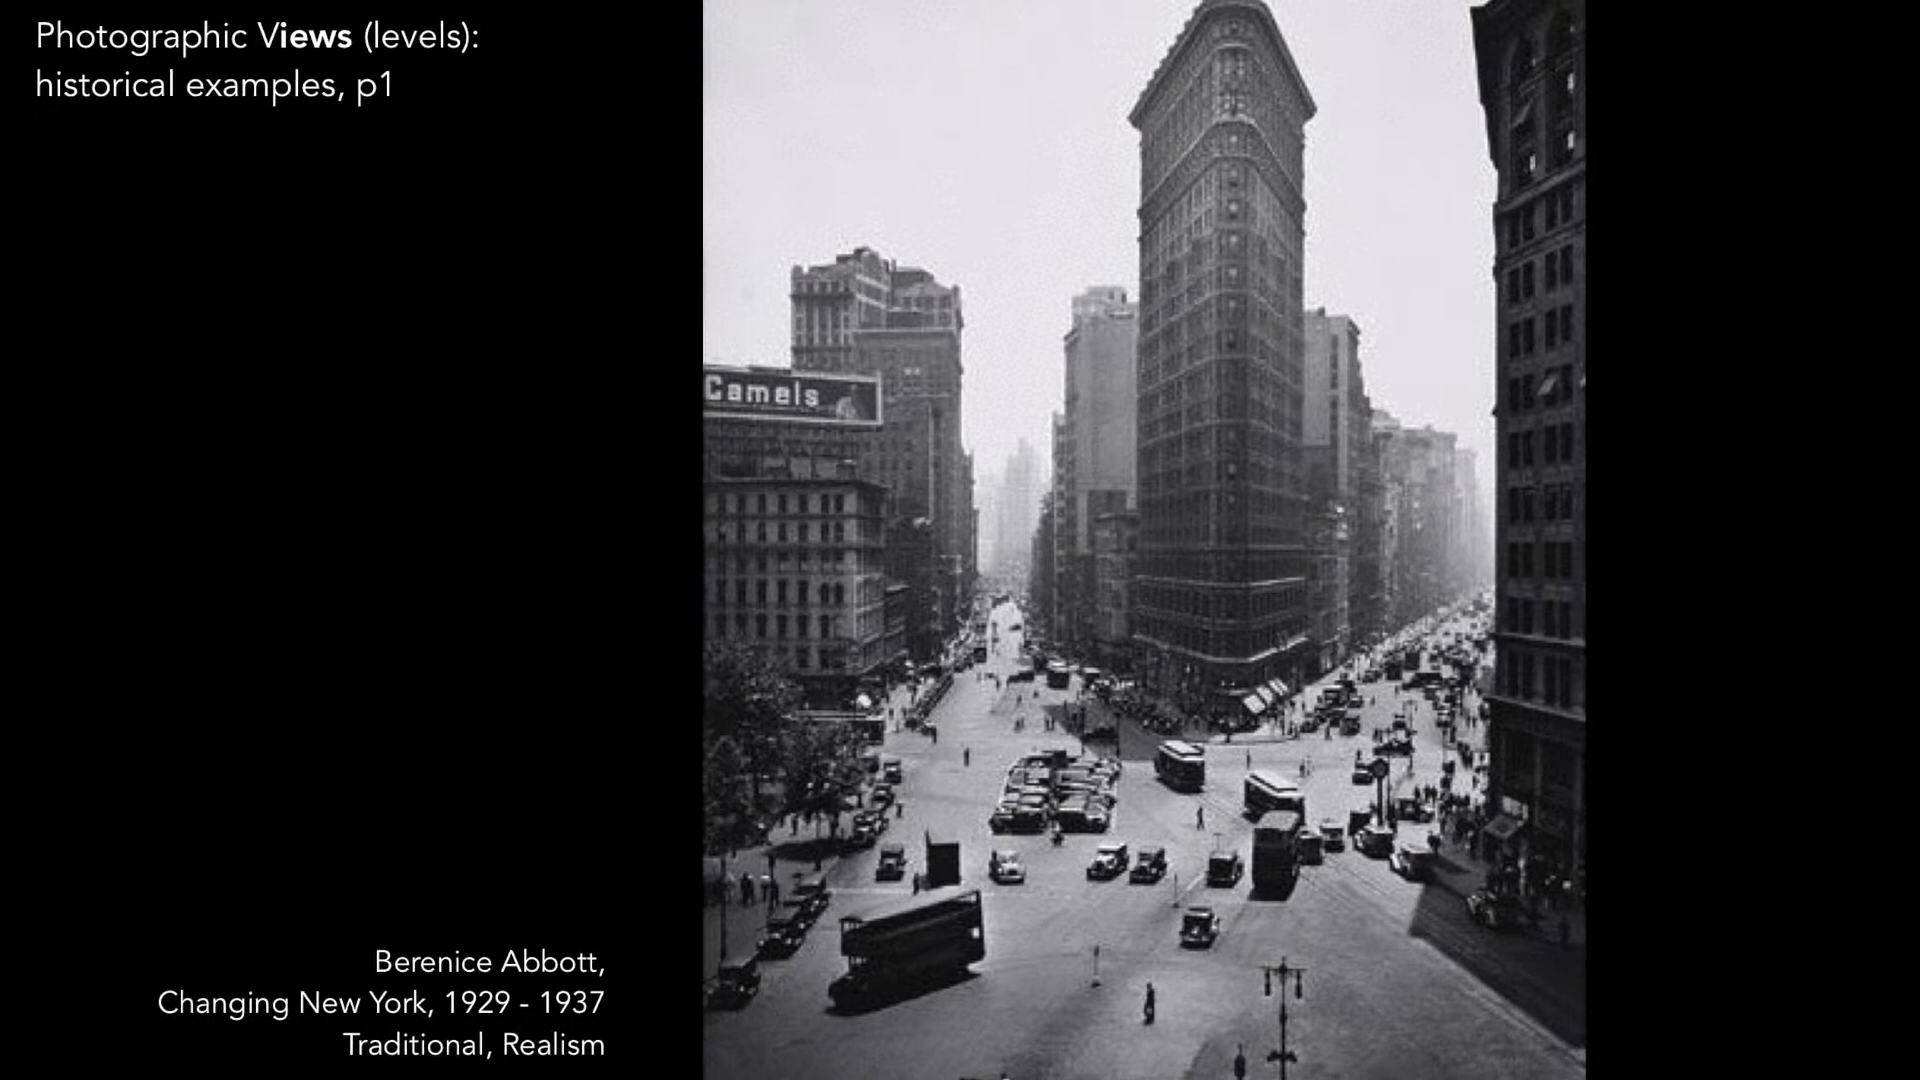 Photographic Views (levels):
historical examples, p1
Camels
Berenice Abbott,
Changing New York, 1929 - 1937
Traditional, Realism